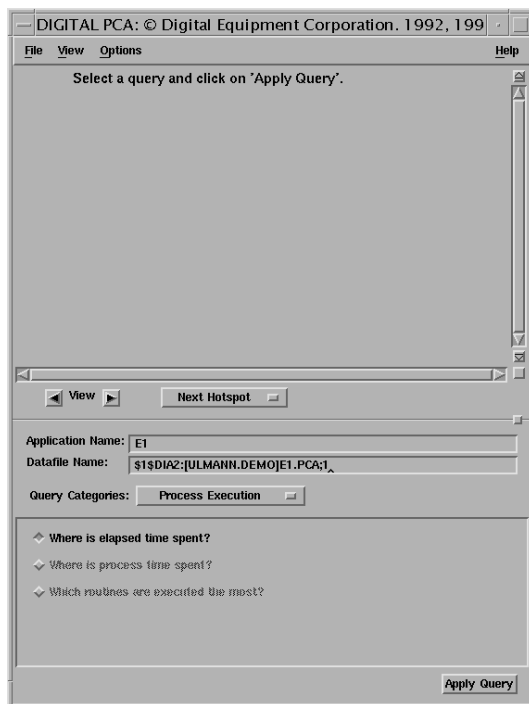 DIGITAL PCA: © Digital Equipment Corporation. 1992, 199
File View Options Help
Select a query and click on 'Apply Query'.
View Next Hotspot
Application Name: E1
Datafile Name: $1$DIA2:[ULMANN.DEMO]E1.PCA;1
Query Categories: Process Execution
Where is elapsed time spent?
Where is process time spent?
Which routines are executed the most?
Apply Query